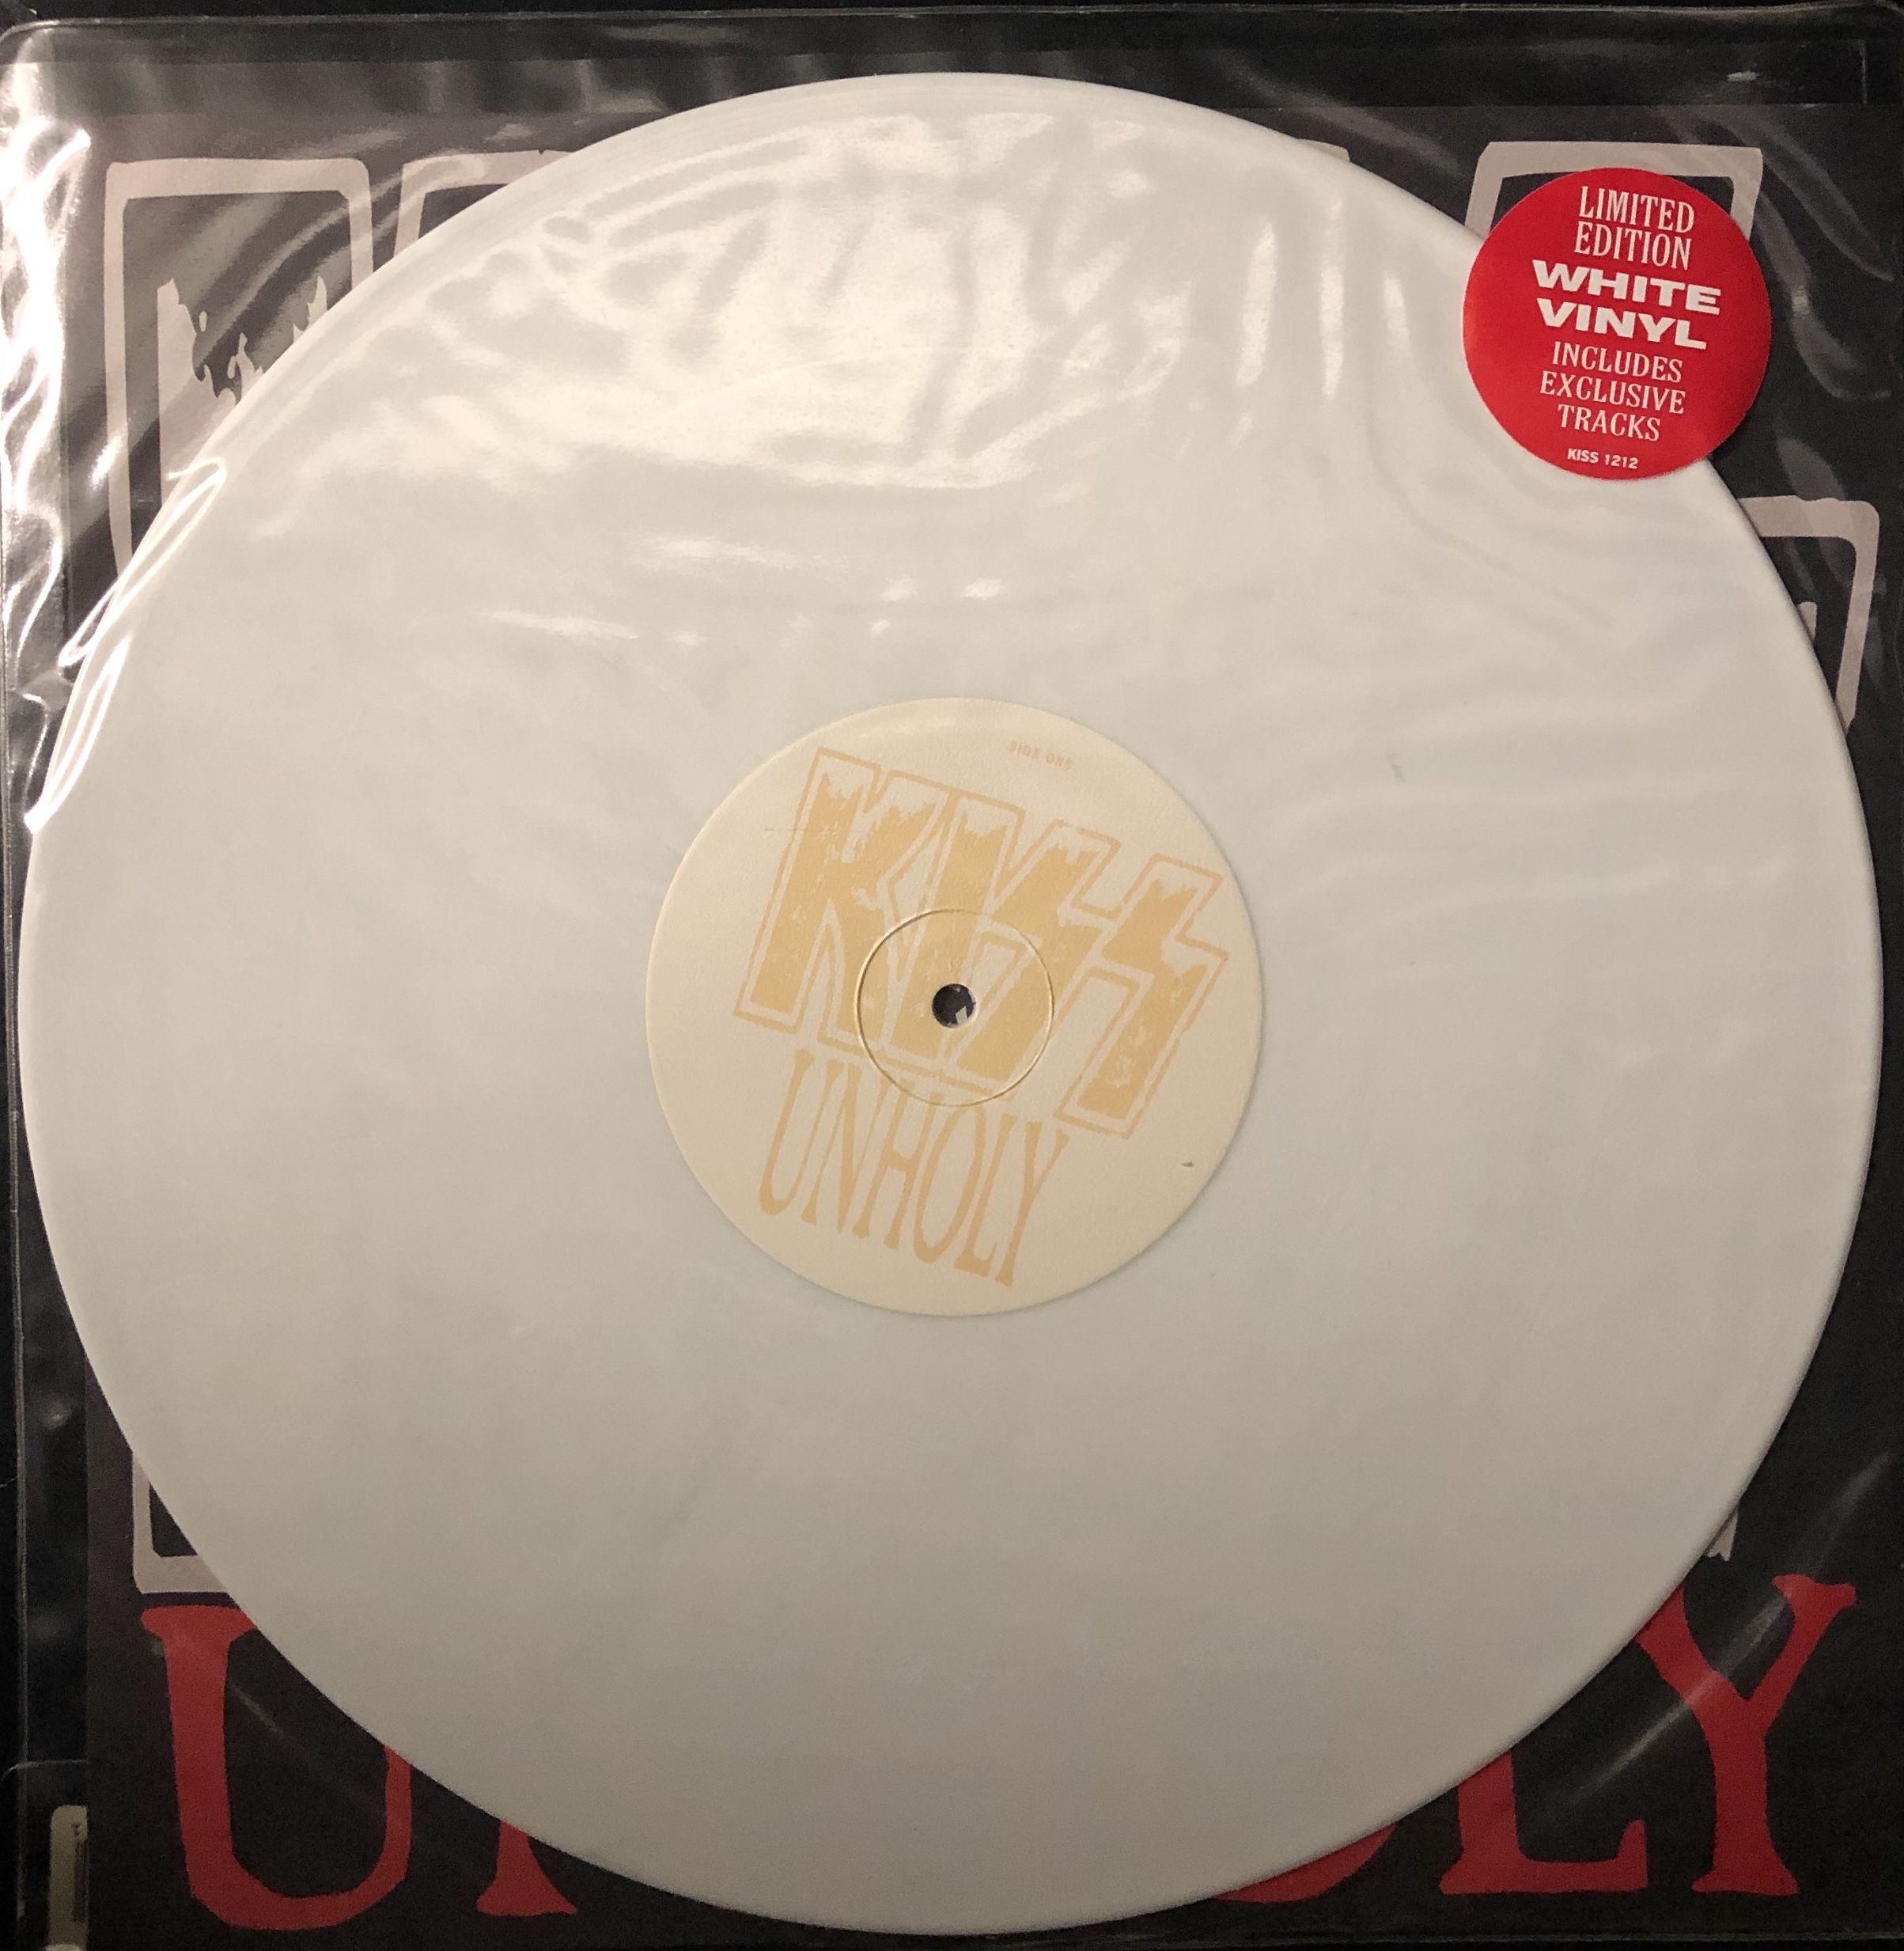 LIMITED
EDITION
WHITE
VINYL
INCLUDES
EXCLUSIVE
TRACKS
KISS 1212
SIDE ONE
KISS
UNHOLY